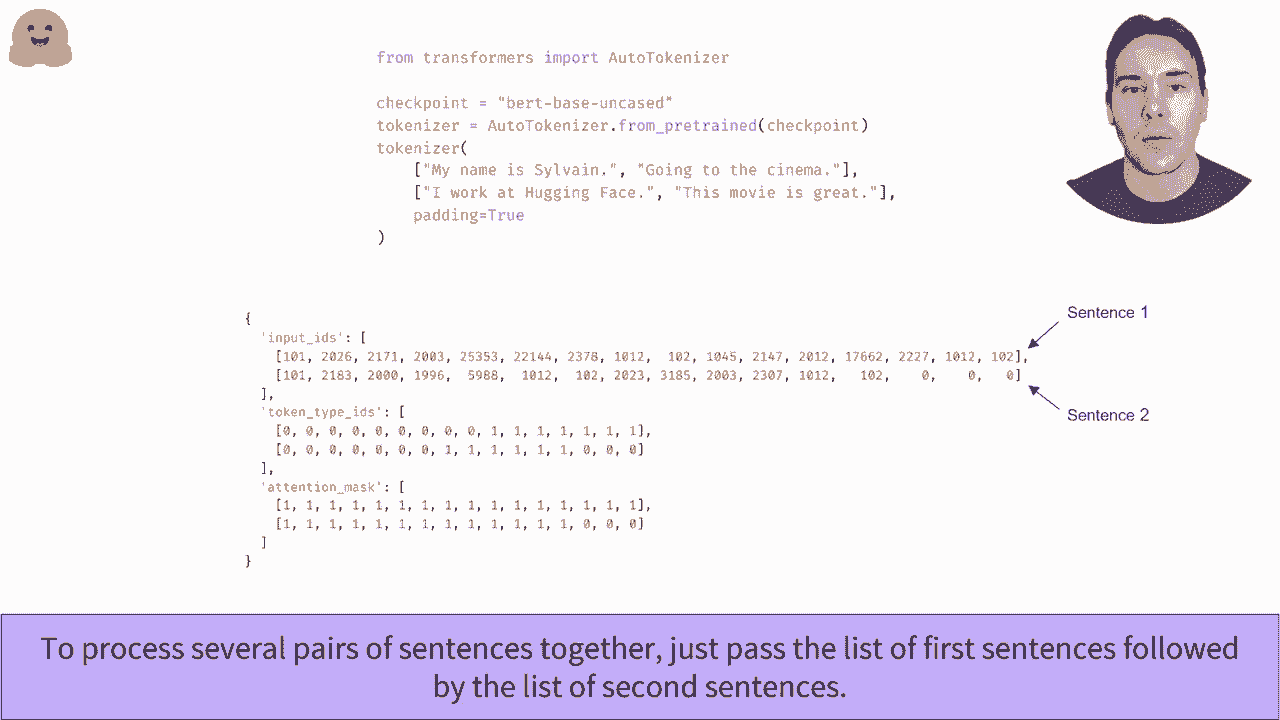 from transformers import AutoTokenizer
checkpoint = "bert-base-uncased"
tokenizer = AutoTokenizer.from_pretrained(checkpoint)
tokenizer(
["My name is Sylvain.", "Going to the cinema."],
["I work at Hugging Face.", "This movie is great."],
padding=True
)
{
'input_ids': [
[101, 2026, 2171, 2003, 25353, 22144, 2378, 1012, 102, 1045, 2147, 2012, 17662, 2227, 1012, 102],
[101, 2183, 2000, 1996, 5988, 1012, 102, 2023, 3185, 2003, 2307, 1012, 102, 0, 0, 0]
],
'token_type_ids': [
[0, 0, 0, 0, 0, 0, 0, 0, 0, 1, 1, 1, 1, 1, 1, 1],
[0, 0, 0, 0, 0, 0, 0, 1, 1, 1, 1, 1, 1, 0, 0, 0]
],
'attention_mask': [
[1, 1, 1, 1, 1, 1, 1, 1, 1, 1, 1, 1, 1, 1, 1, 1],
[1, 1, 1, 1, 1, 1, 1, 1, 1, 1, 1, 1, 1, 0, 0, 0]
]
}
Sentence 1
Sentence 2
To process several pairs of sentences together, just pass the list of first sentences followed
by the list of second sentences.